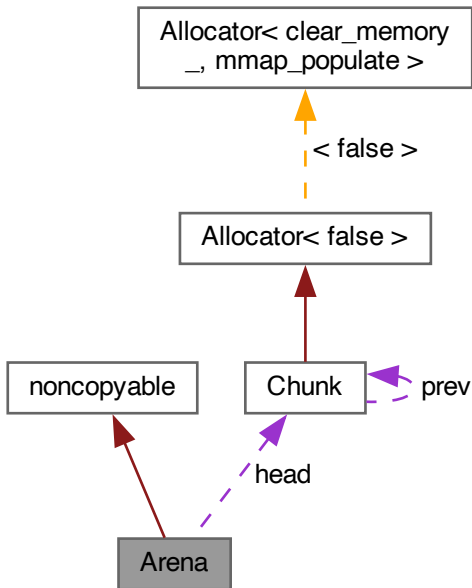 Allocator< clear_memory
_, mmap_populate >
< false >
Allocator< false >
noncopyable
Chunk
prev
head
Arena